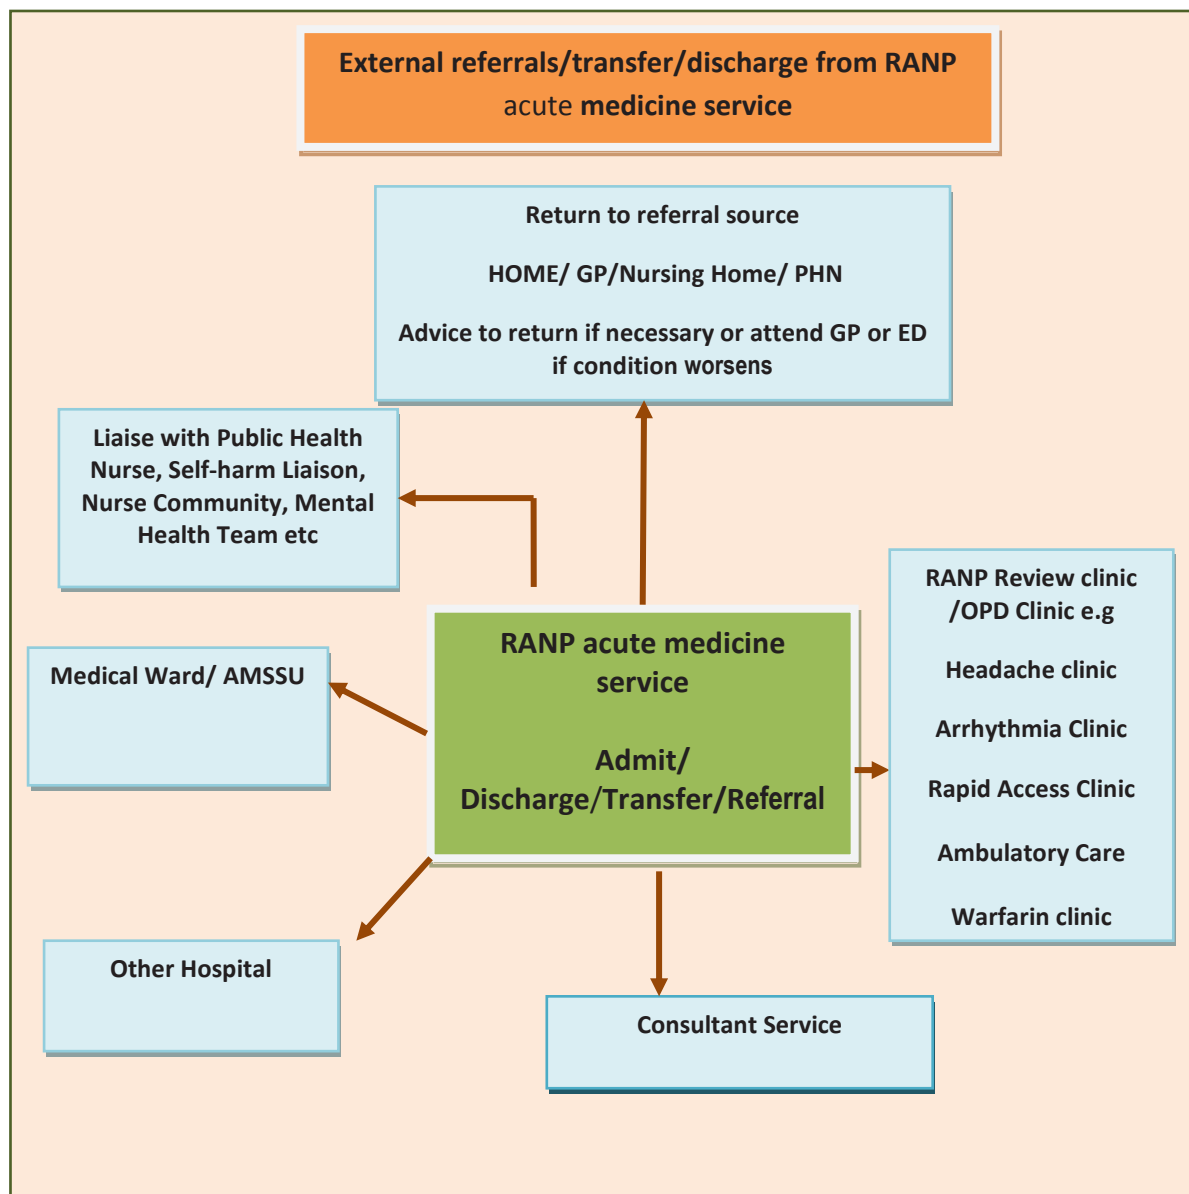 External referrals/transfer/discharge from RANP
acute medicine service
Return to referral source
HOME/ GP/Nursing Home/ PHN
Advice to return if necessary or attend GP or ED
if condition worsens
Liaise with Public Health
Nurse, Self-harm Liaison,
Nurse Community, Mental
Health Team etc
RANP Review clinic
/OPD Clinic e.g
Headache clinic
Arrhythmia Clinic
Rapid Access Clinic
Ambulatory Care
Warfarin clinic
RANP acute medicine
service
Admit/
Discharge/Transfer/Referral
Medical Ward/ AMSSU
Other Hospital
Consultant Service